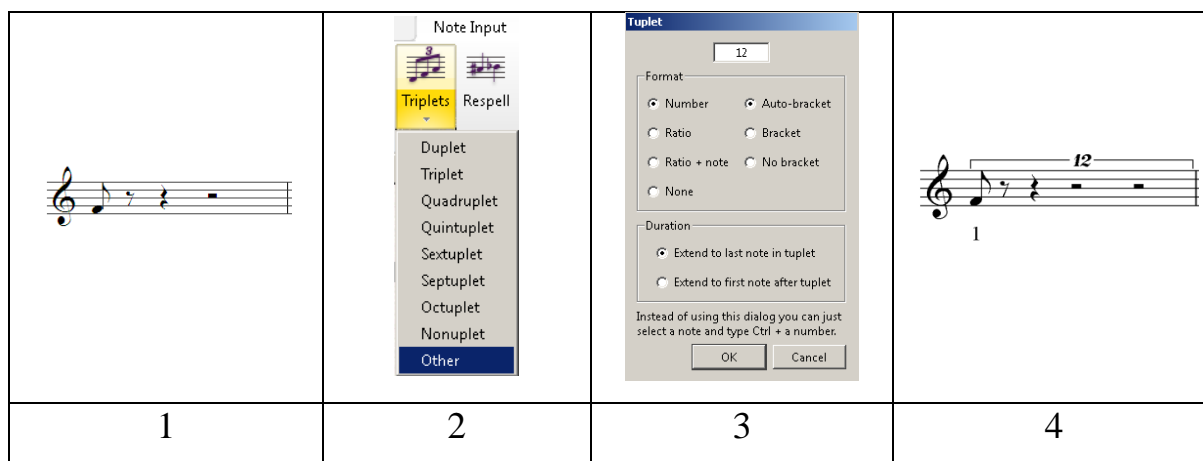 Note Input
3
Triplets Respell
Duplet
Triplet
Quadruplet
Quintuplet
Sextuplet
Septuplet
Octuplet
Nonuplet
Other
Tuplet
12
Format
Number Auto-bracket
Ratio Bracket
Ratio + note No bracket
None
Duration
Extend to last note in tuplet
Extend to first note after tuplet
Instead of using this dialog you can just
select a note and type Ctrl + a number.
OK Cancel
12
1
1 2 3 4